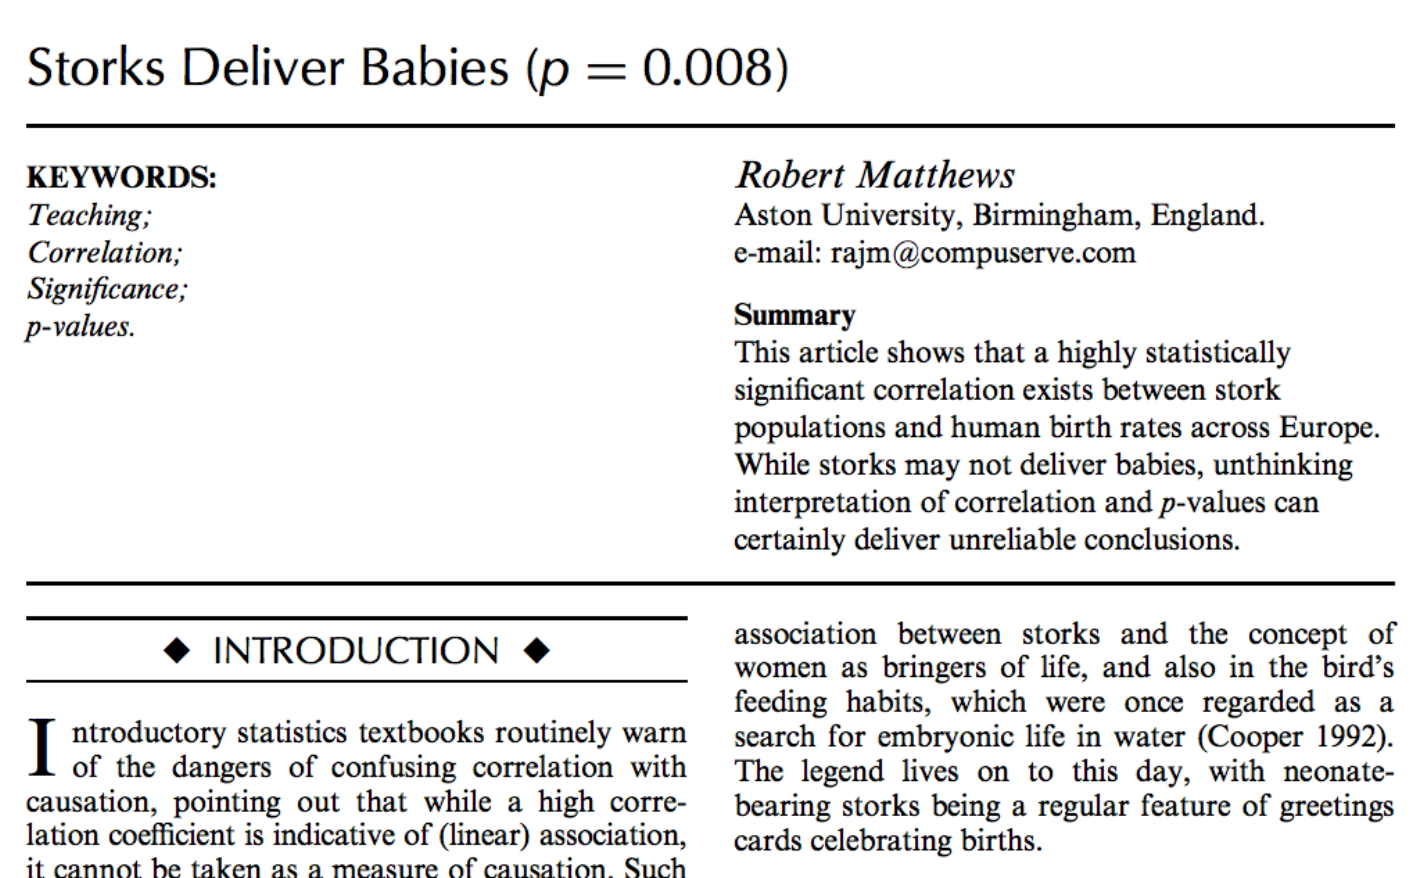 Storks Deliver Babies (p = 0.008)
KEYWORDS:
Teaching;
Correlation;
Significance;
p-values.
Robert Matthews
Aston University, Birmingham, England.
e-mail: rajm@compuserve.com
Summary
This article shows that a highly statistically
significant correlation exists between stork
populations and human birth rates across Europe.
While storks may not deliver babies, unthinking
interpretation of correlation and p-values can
certainly deliver unreliable conclusions.
◆ INTRODUCTION ◆
Introductory statistics textbooks routinely warn
of the dangers of confusing correlation with
causation, pointing out that while a high corre-
lation coefficient is indicative of (linear) association,
it cannot be taken as a measure of causation. Such
association between storks and the concept of
women as bringers of life, and also in the bird's
feeding habits, which were once regarded as a
search for embryonic life in water (Cooper 1992).
The legend lives on to this day, with neonate-
bearing storks being a regular feature of greetings
cards celebrating births.